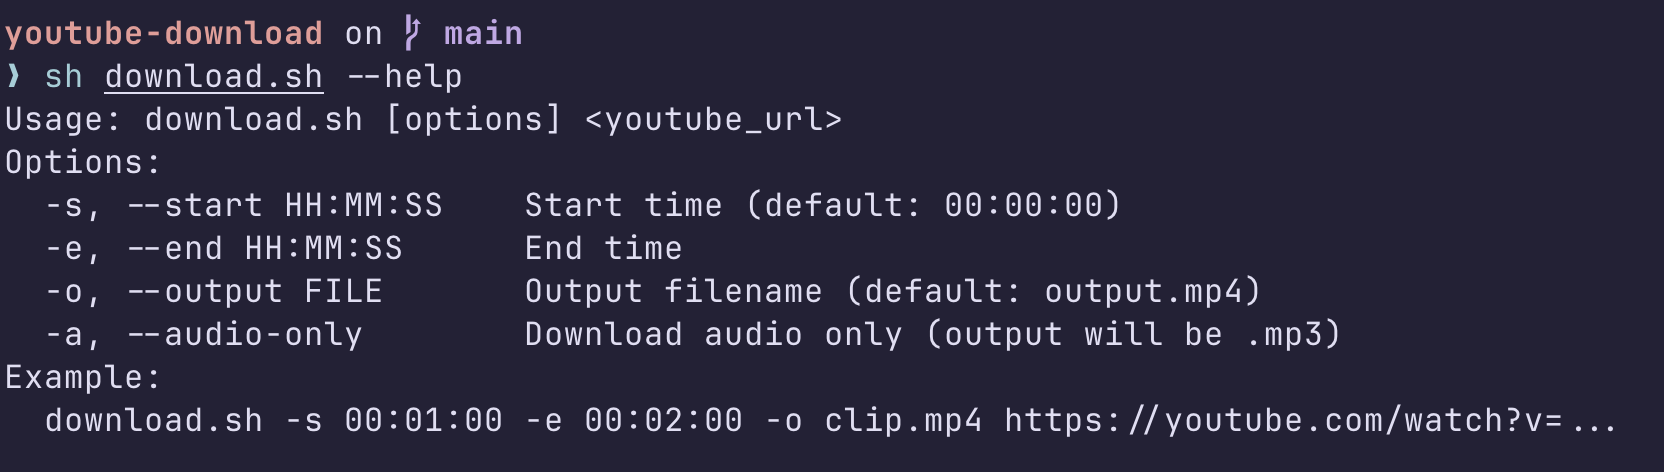 youtube-download on main
❯ sh download.sh --help
Usage: download.sh [options] <youtube_url>
Options:
  -s, --start HH:MM:SS    Start time (default: 00:00:00)
  -e, --end HH:MM:SS      End time
  -o, --output FILE       Output filename (default: output.mp4)
  -a, --audio-only        Download audio only (output will be .mp3)
Example:
  download.sh -s 00:01:00 -e 00:02:00 -o clip.mp4 https://youtube.com/watch?v=...